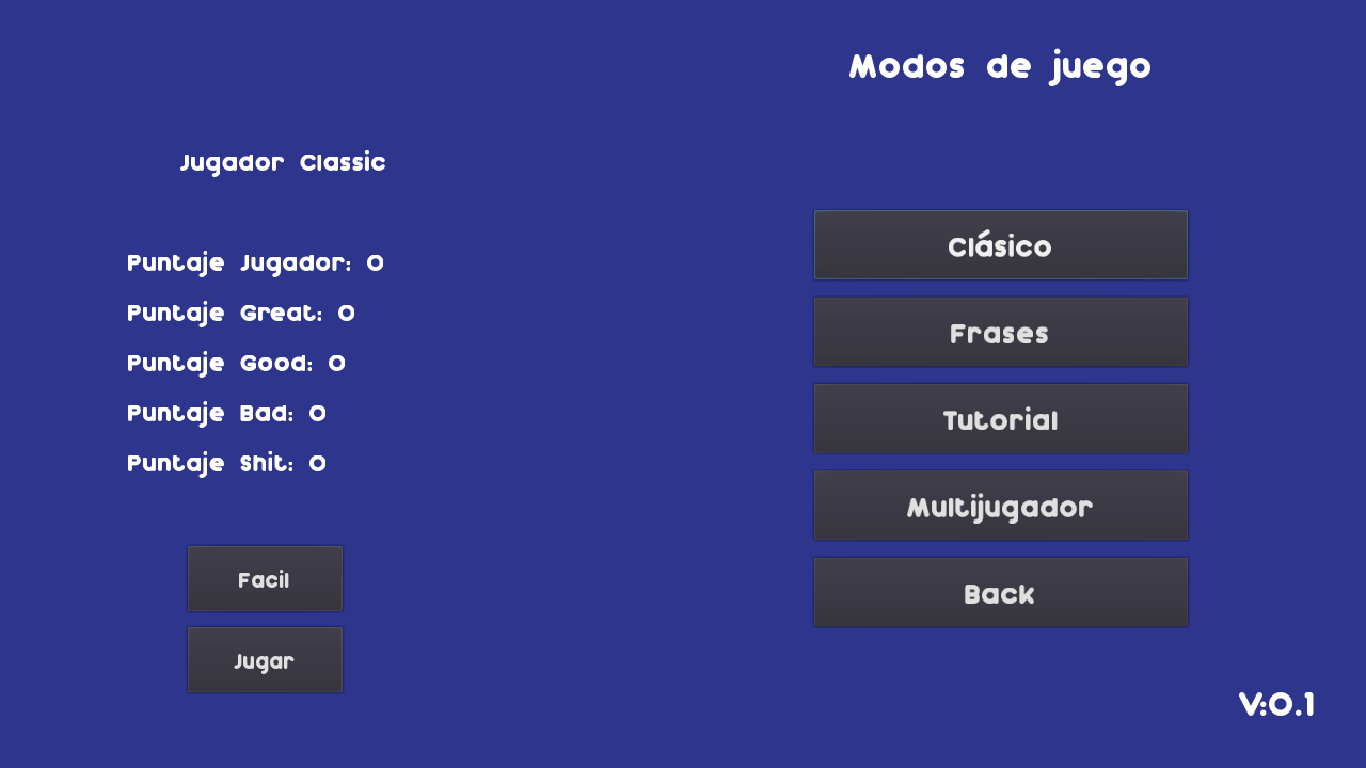 Modos de juego
Jugador Classic
Puntaje Jugador: 0
Puntaje Great: 0
Puntaje Good: 0
Puntaje Bad: 0
Puntaje Shit: 0
Facil
Jugar
Clásico
Frases
Tutorial
Multijugador
Back
V:0.1